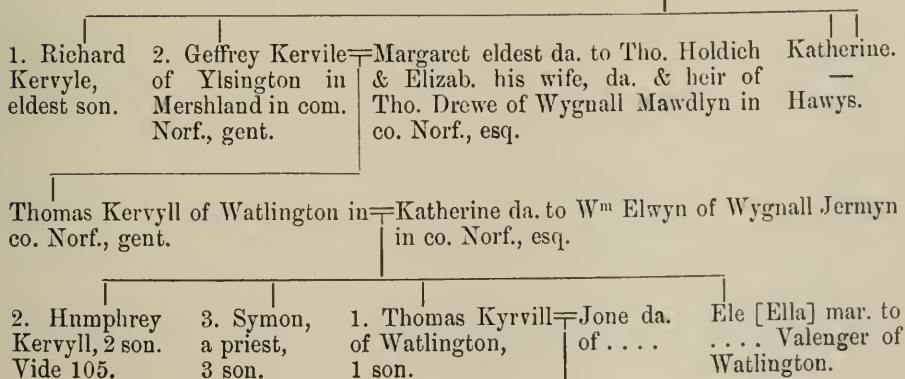 1. Richard
Kervyle,
eldest son.
2. Geffrey Kervile
of Ylsington in
Mershland in com.
Norf., gent.
Margaret eldest da. to Tho. Holdich
& Elizab. his wife, da. & heir of
Tho. Drewe of Wygnall Mawdlyn in
co. Norf., esq.
Katherine.
—
Hawys.
Thomas Kervyll of Watlington in
co. Norf., gent.
Katherine da. to Wᵐ Elwyn of Wygnall Jermyn
in co. Norf., esq.
2. Humphrey
Kervyll, 2 son.
Vide 105.
3. Symon,
a priest,
3 son.
1. Thomas Kyrvill
of Watlington,
1 son.
Jone da.
of . . . .
Ele [Ella] mar. to
. . . . Valenger of
Watlington.